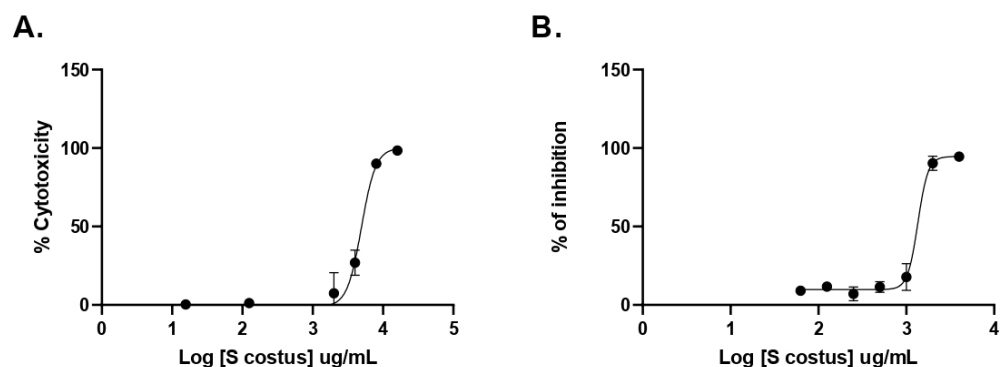 A.
B.
150
100
50
0
% Cytotoxicity
0 1 2 3 4 5
Log [S costus] ug/mL
150
100
50
0
% of inhibition
0 1 2 3 4
Log [S costus] ug/mL